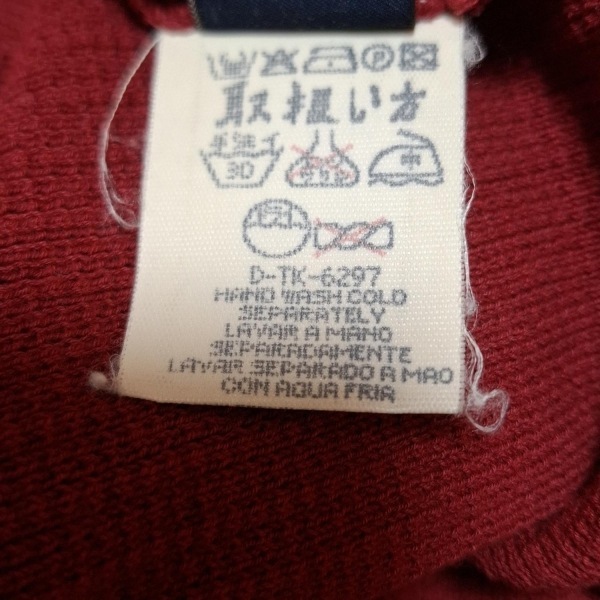 P
取扱い方
手洗イ
30
中
D-TK-6297
HAND WASH COLD
SEPARATELY
LAVAR A MANO
SEPARADAMENTE
LAVAR SEPARADO A MAO
CON AGUA FRIA